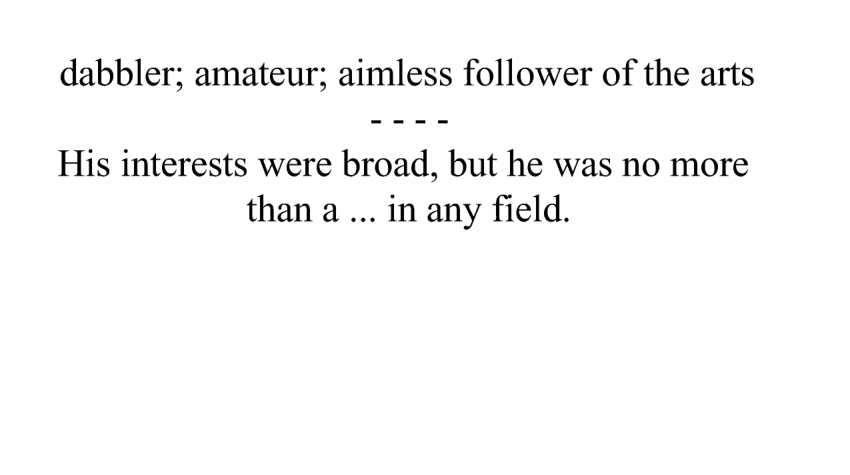 dabbler; amateur; aimless follower of the arts
- - - -
His interests were broad, but he was no more
than a ... in any field.